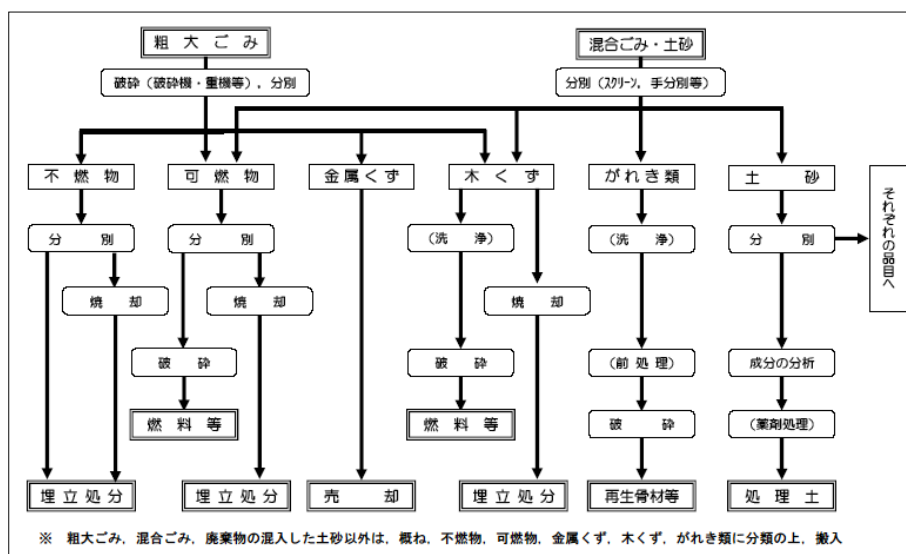 粗大ごみ
混合ごみ・土砂
破砕（破砕機・重機等），分別
分別（スクリーン，手分別等）
不燃物
可燃物
金属くず
木くず
がれき類
土砂
それぞれの品目へ
分別
分別
（洗浄）
（洗浄）
分別
焼却
焼却
焼却
破砕
破砕
（前処理）
成分の分析
燃料等
燃料等
破砕
（薬剤処理）
埋立処分
埋立処分
売却
埋立処分
再生骨材等
処理土
※ 粗大ごみ，混合ごみ，廃棄物の混入した土砂以外は，概ね，不燃物，可燃物，金属くず，木くず，がれき類に分類の上，搬入